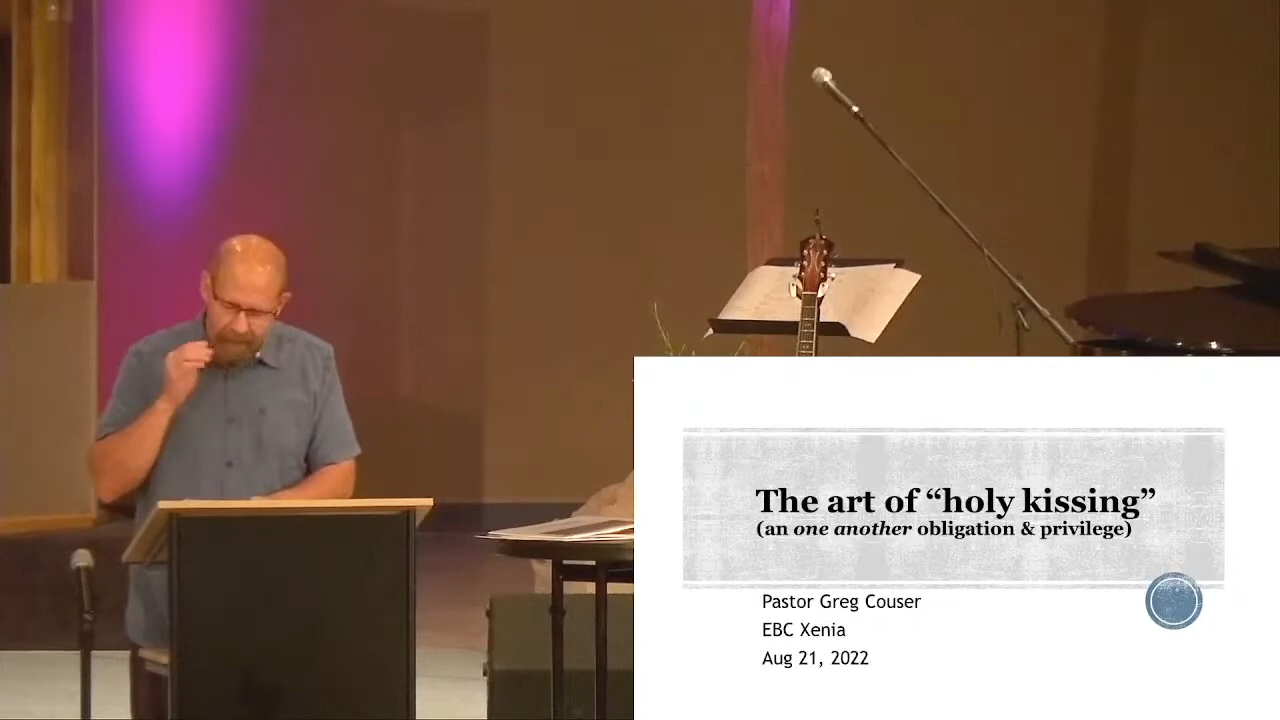 The art of “holy kissing”
(an one another obligation & privilege)
Pastor Greg Couser
EBC Xenia
Aug 21, 2022